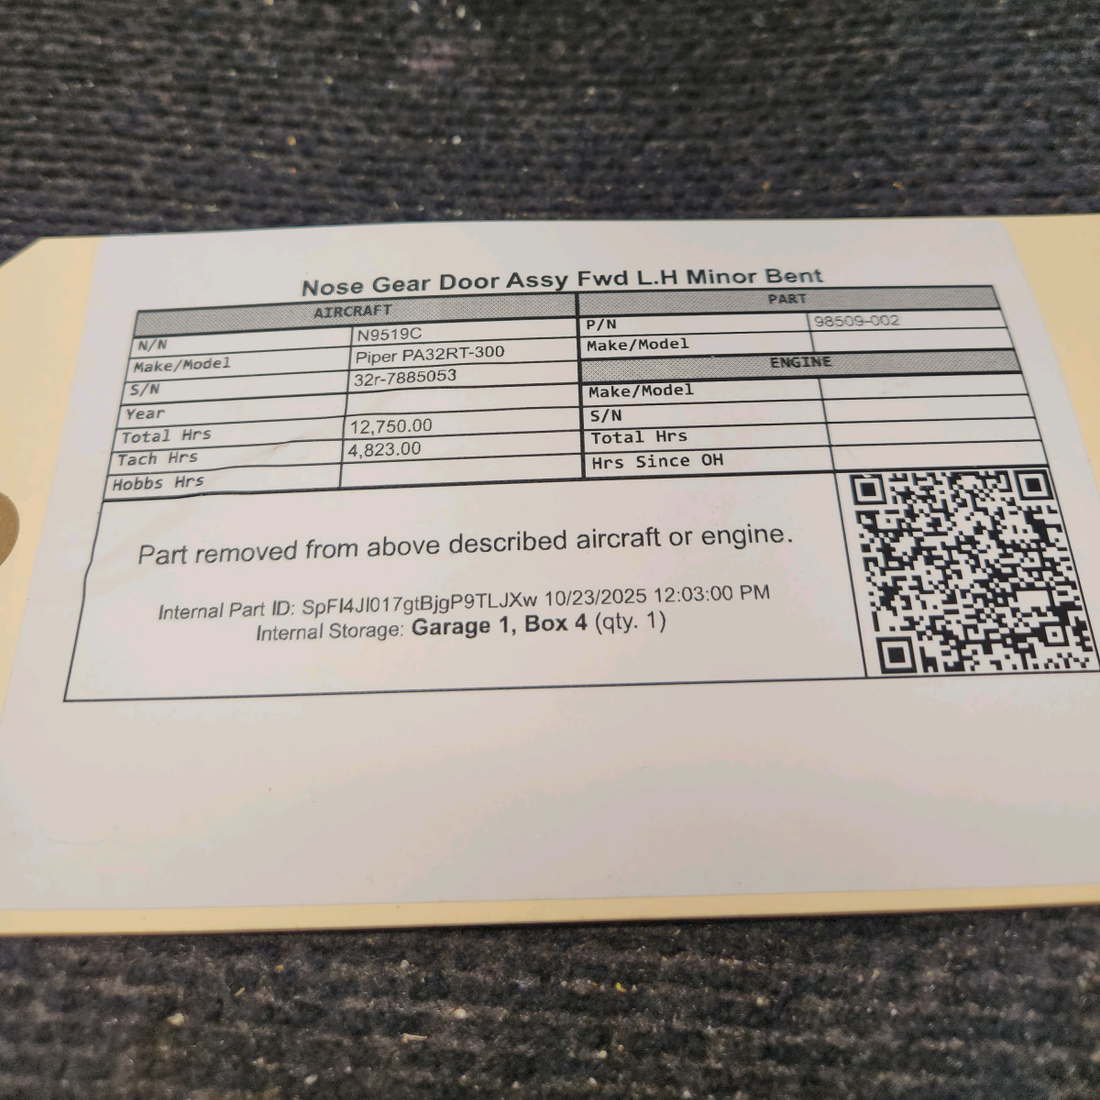 Nose Gear Door Assy Fwd L.H Minor Bent
AIRCRAFT
N/N N9519C
Make/Model Piper PA32RT-300
S/N 32r-7885053
Year
Total Hrs 12,750.00
Tach Hrs 4,823.00
Hobbs Hrs
PART
P/N 98509-002
Make/Model
ENGINE
Make/Model
S/N
Total Hrs
Hrs Since OH
Part removed from above described aircraft or engine.
Internal Part ID: SpFI4JI017gtBjgP9TLJXw 10/23/2025 12:03:00 PM
Internal Storage: Garage 1, Box 4 (qty. 1)